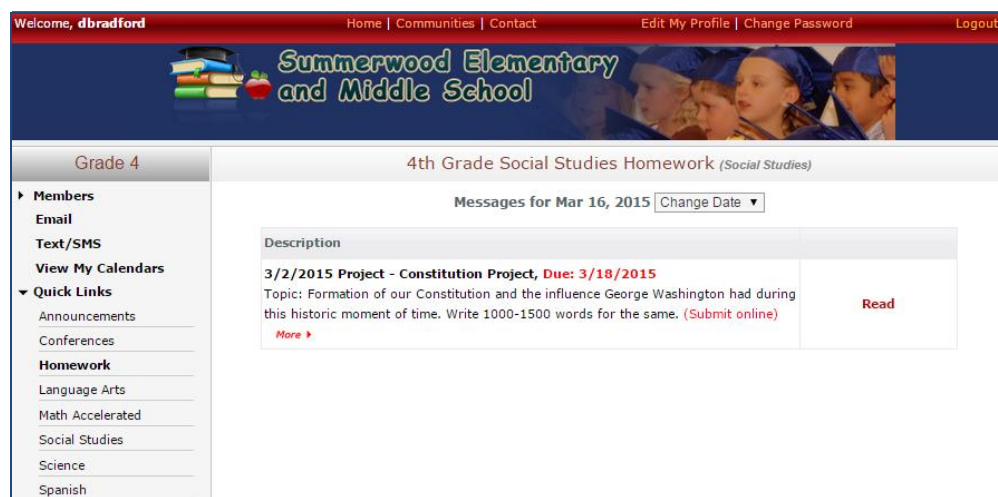 Welcome, dbradford Home | Communities | Contact Edit My Profile | Change Password Logout
Summerwood Elementary
and Middle School
Grade 4
Members
Email
Text/SMS
View My Calendars
Quick Links
Announcements
Conferences
Homework
Language Arts
Math Accelerated
Social Studies
Science
Spanish
4th Grade Social Studies Homework (Social Studies)
Messages for Mar 16, 2015 Change Date
Description
3/2/2015 Project - Constitution Project, Due: 3/18/2015
Topic: Formation of our Constitution and the influence George Washington had during
this historic moment of time. Write 1000-1500 words for the same. (Submit online)
More
Read